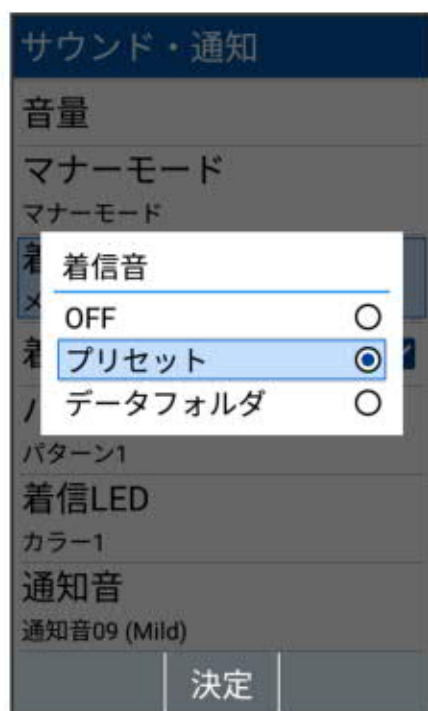 サウンド・通知
音量
マナーモード
マナーモード
着
着信音
OFF
プリセット
データフォルダ
着
パターン1
着信LED
カラー1
通知音
通知音09 (Mild)
決定